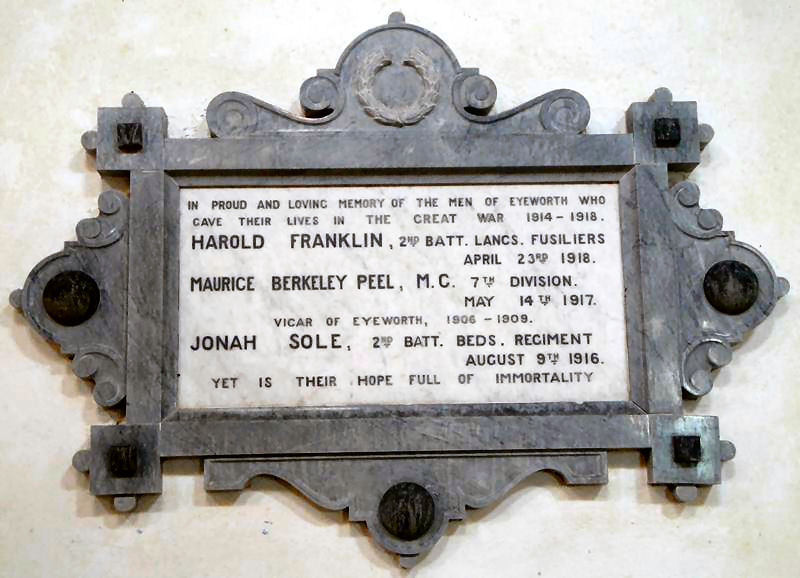 IN PROUD AND LOVING MEMORY OF THE MEN OF EYEWORTH WHO
GAVE THEIR LIVES IN THE GREAT WAR 1914-1918.
HAROLD FRANKLIN, 2ND BATT. LANCS. FUSILIERS
APRIL 23RD 1918.
MAURICE BERKELEY PEEL, M.C. 7TH DIVISION.
MAY 14TH 1917.
VICAR OF EYEWORTH, 1906-1909.
JONAH SOLE, 2ND BATT. BEDS. REGIMENT
AUGUST 9TH 1916.
YET IS THEIR HOPE FULL OF IMMORTALITY